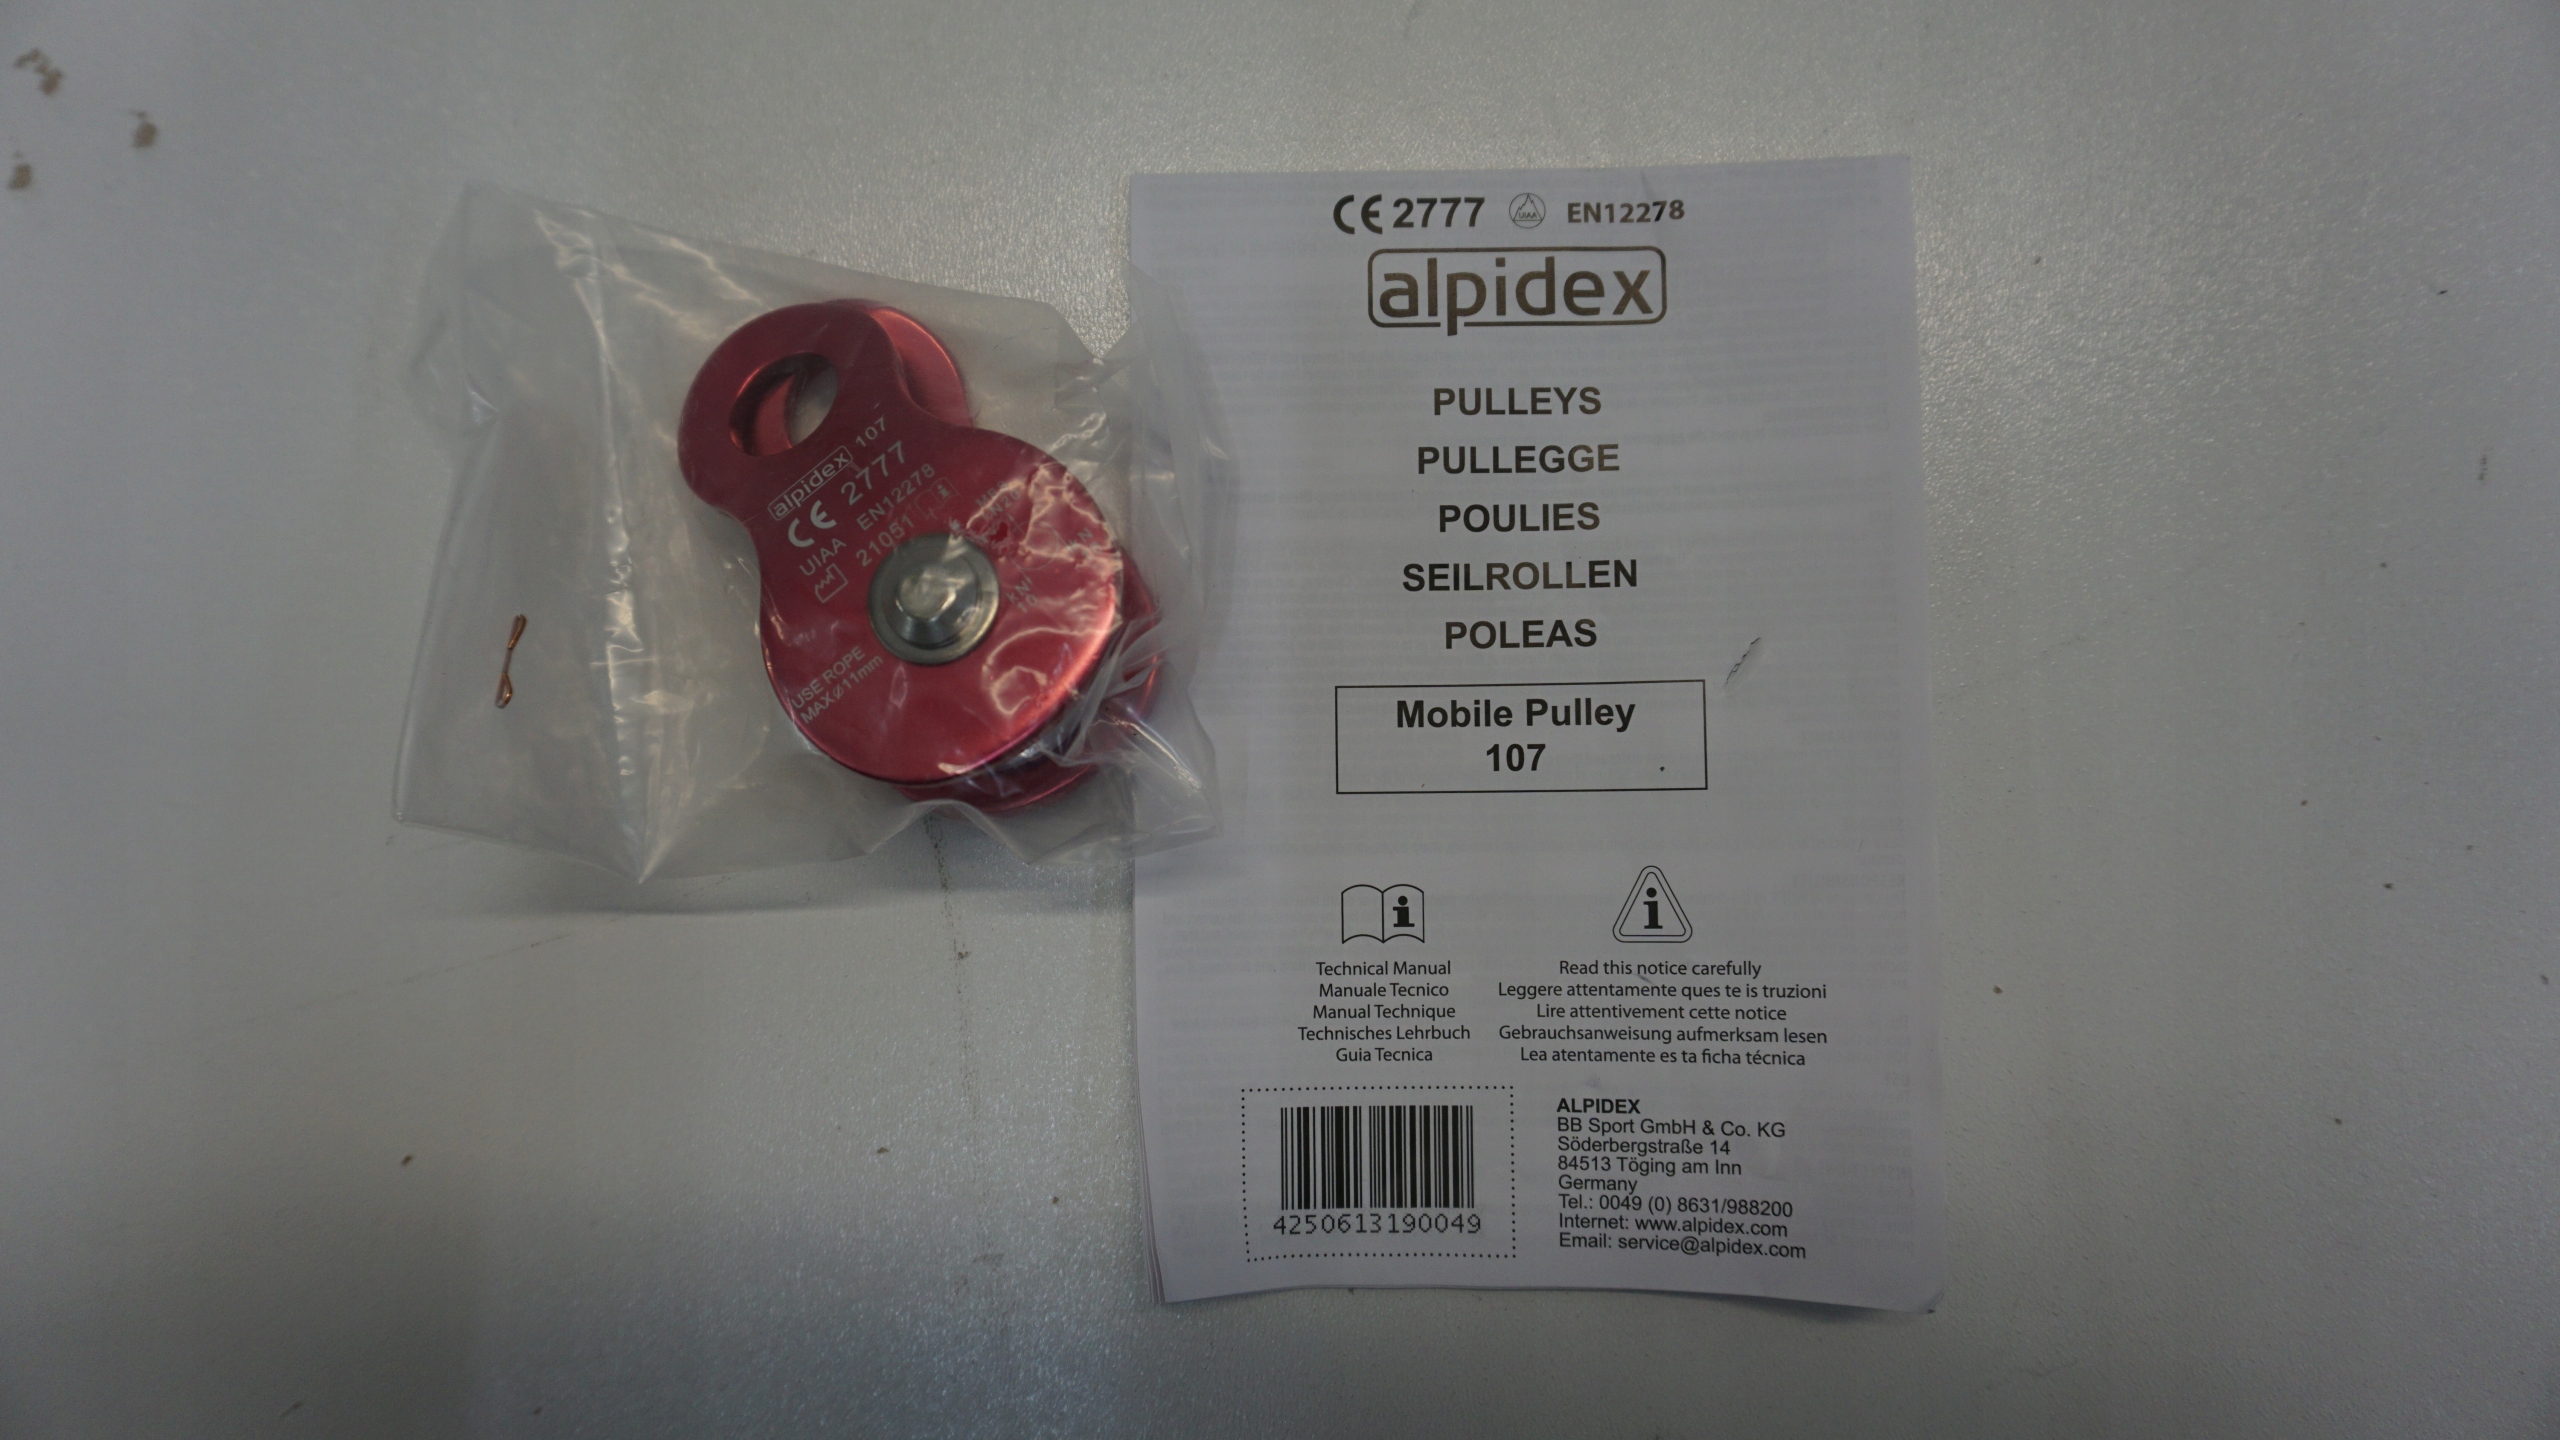 alpidex 107
CE 2777
UIAA EN12278
21051
USE ROPE
MAX Ø 11mm
CE 2777 UIAA EN12278
alpidex
PULLEYS
PULLEGGE
POULIES
SEILROLLEN
POLEAS
Mobile Pulley
107
Technical Manual
Manuale Tecnico
Manual Technique
Technisches Lehrbuch
Guia Tecnica
Read this notice carefully
Leggere attentamente ques te is truzioni
Lire attentivement cette notice
Gebrauchsanweisung aufmerksam lesen
Lea atentamente es ta ficha técnica
4250613190049
ALPIDEX
BB Sport GmbH & Co. KG
Söderbergstraße 14
84513 Töging am Inn
Germany
Tel.: 0049 (0) 8631/988200
Internet: www.alpidex.com
Email: service@alpidex.com